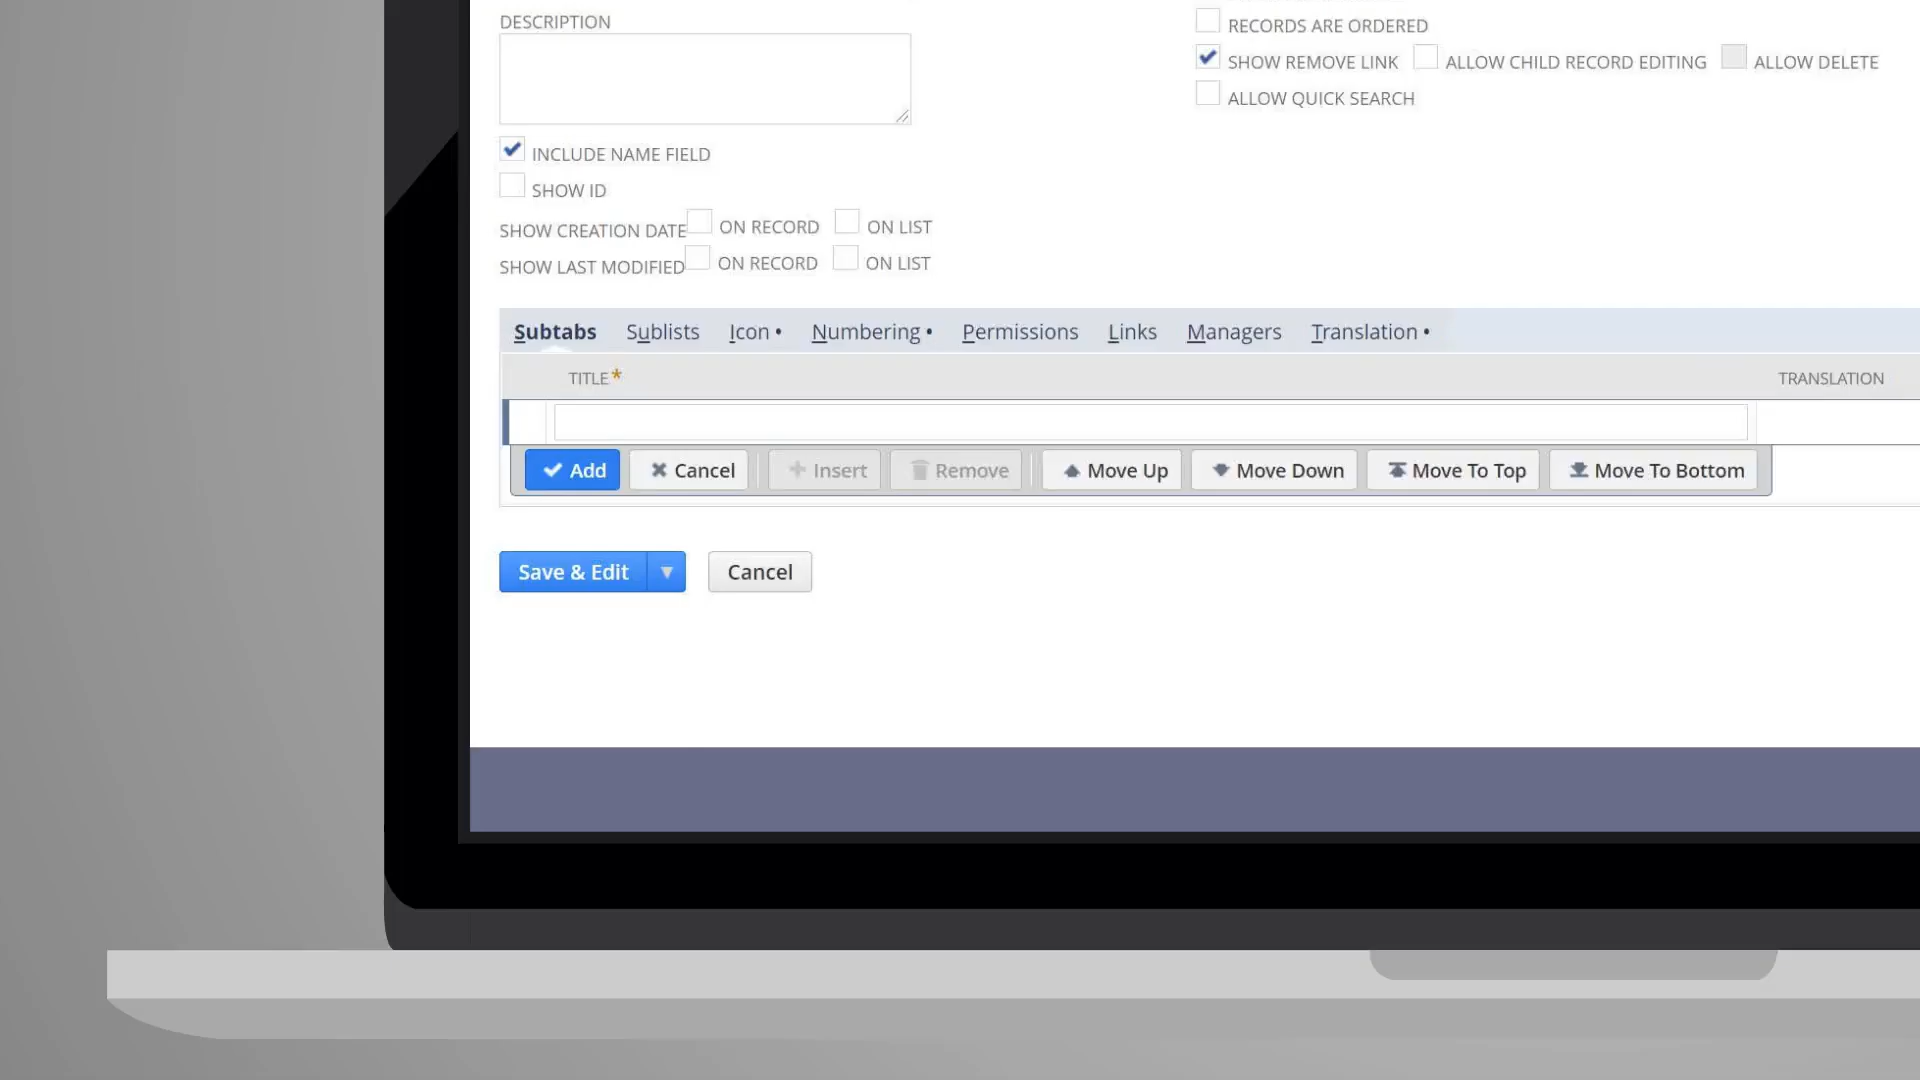 DESCRIPTION
RECORDS ARE ORDERED
SHOW REMOVE LINK ALLOW CHILD RECORD EDITING ALLOW DELETE
ALLOW QUICK SEARCH
INCLUDE NAME FIELD
SHOW ID
SHOW CREATION DATE ON RECORD ON LIST
SHOW LAST MODIFIED ON RECORD ON LIST
Subtabs Sublists Icon • Numbering • Permissions Links Managers Translation •
TITLE* TRANSLATION
Add Cancel Insert Remove Move Up Move Down Move To Top Move To Bottom
Save & Edit Cancel